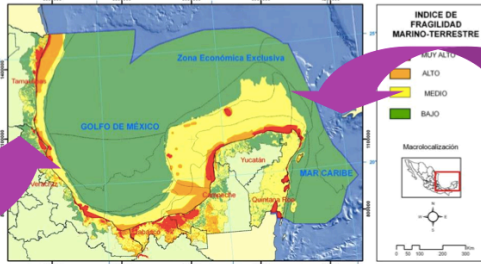 INDICE DE
FRAGILIDAD
MARINO-TERRESTRE
MUY ALTO
ALTO
MEDIO
BAJO
Zona Económica Exclusiva
Tamaulipas
GOLFO DE MÉXICO
Yucatán
MAR CARIBE
Veracruz
Campeche
Quintana Roo
Tabasco
Macrolocalización
N